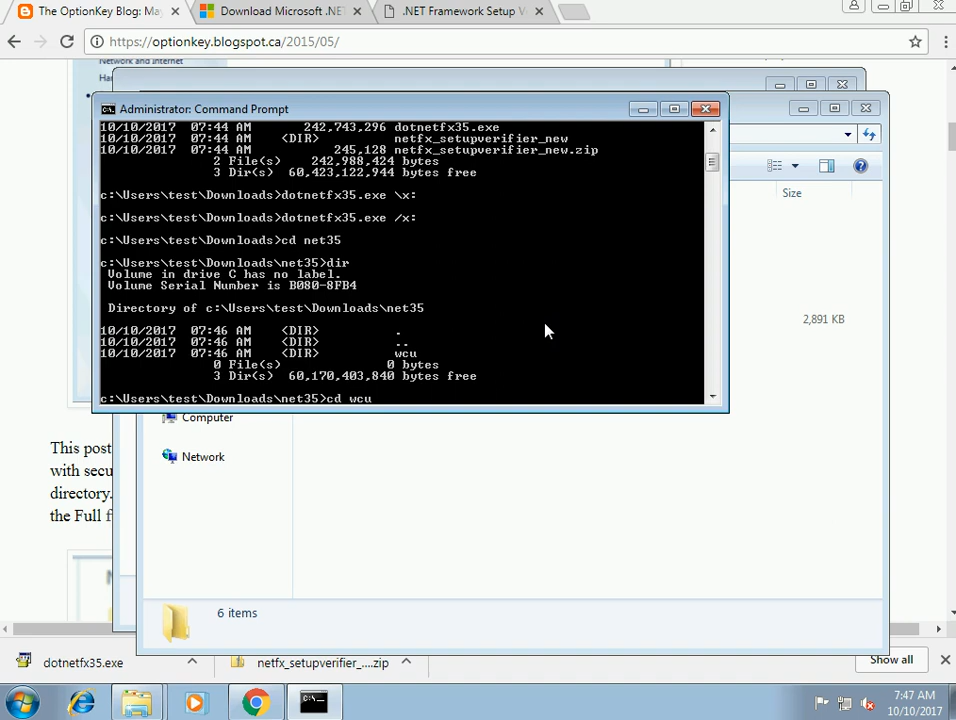 The OptionKey Blog: Ma
Download Microsoft .NE
.NET Framework Setup V
https://optionkey.blogspot.ca/2015/05/
Network and Internet
Administrator: Command Prompt
10/10/2017 07:44 AM 242,743,296 dotnetfx35.exe
10/10/2017 07:44 AM <DIR> netfx_setupverifier_new
10/10/2017 07:44 AM 245,128 netfx_setupverifier_new.zip
2 File(s) 242,988,424 bytes
3 Dir(s) 60,423,122,944 bytes free
c:\Users\test\Downloads>dotnetfx35.exe \x:
c:\Users\test\Downloads>dotnetfx35.exe /x:
c:\Users\test\Downloads>cd net35
c:\Users\test\Downloads\net35>dir
Volume in drive C has no label.
Volume Serial Number is B080-8FB4
Directory of c:\Users\test\Downloads\net35
10/10/2017 07:46 AM <DIR> .
10/10/2017 07:46 AM <DIR> ..
10/10/2017 07:46 AM <DIR> wcu
0 File(s) 0 bytes
3 Dir(s) 60,170,403,840 bytes free
c:\Users\test\Downloads\net35>cd wcu
Size
2,891 KB
Computer
Network
This post
with secu
directory.
the Full f
6 items
dotnetfx35.exe
netfx_setupverifier_....zip
Show all
7:47 AM
10/10/2017